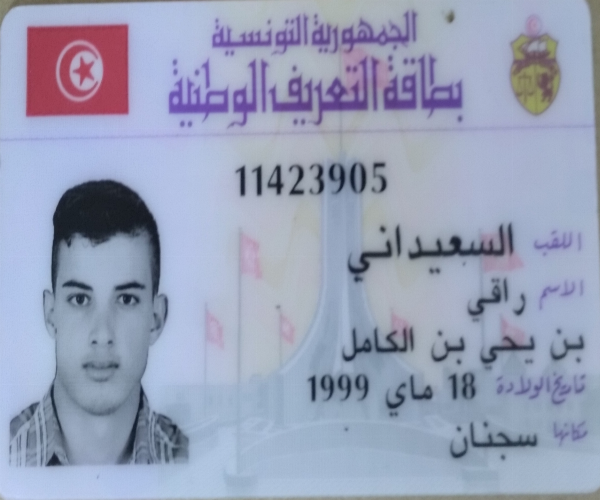 الجمهورية التونسية
بطاقة التعريف الوطنية
11423905
اللقب السعيداني
الاسم راقي
بن يحي بن الكامل
تاريخ الولادة 18 ماي 1999
مكانها سجنان